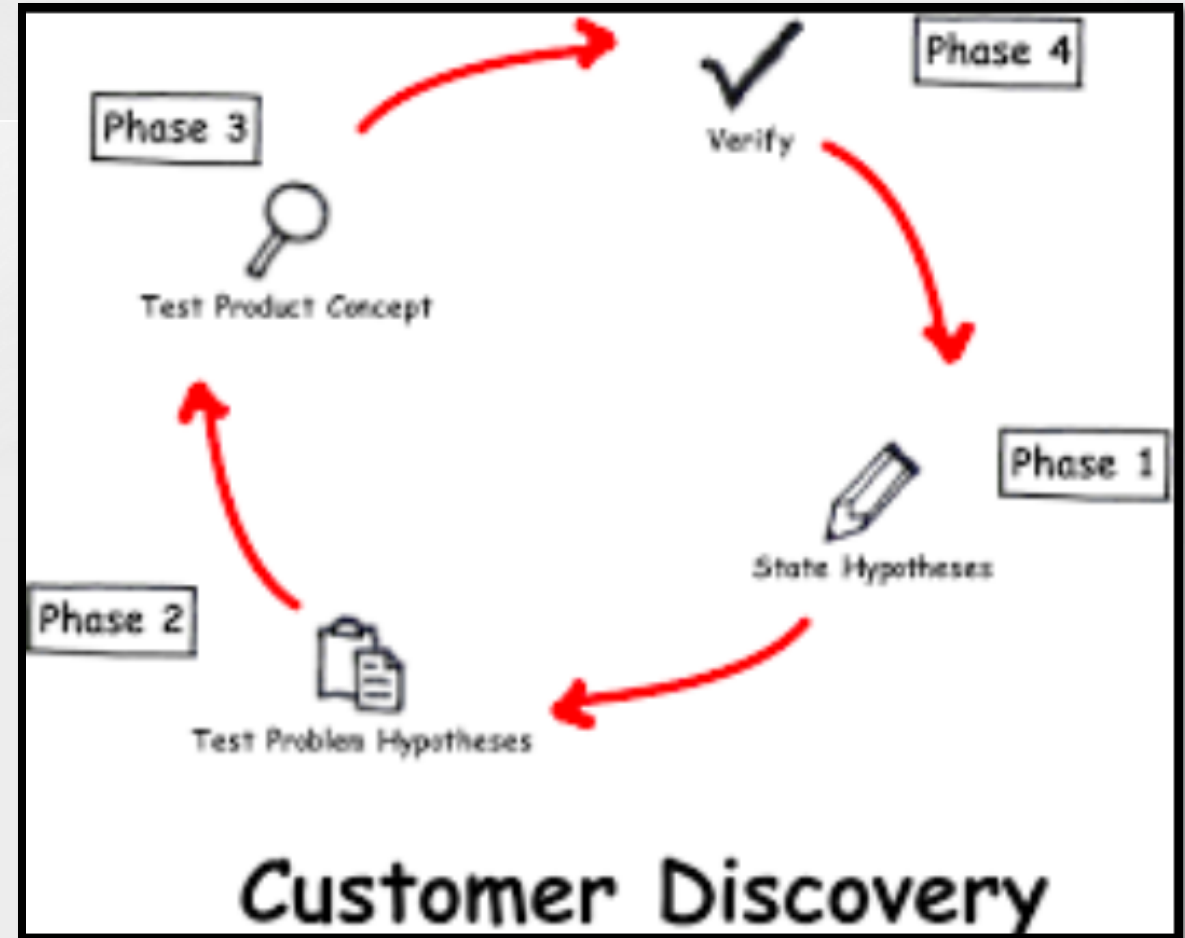 Phase 4
Verify
Phase 3
Test Product Concept
Phase 1
State Hypotheses
Phase 2
Test Problem Hypotheses
Customer Discovery